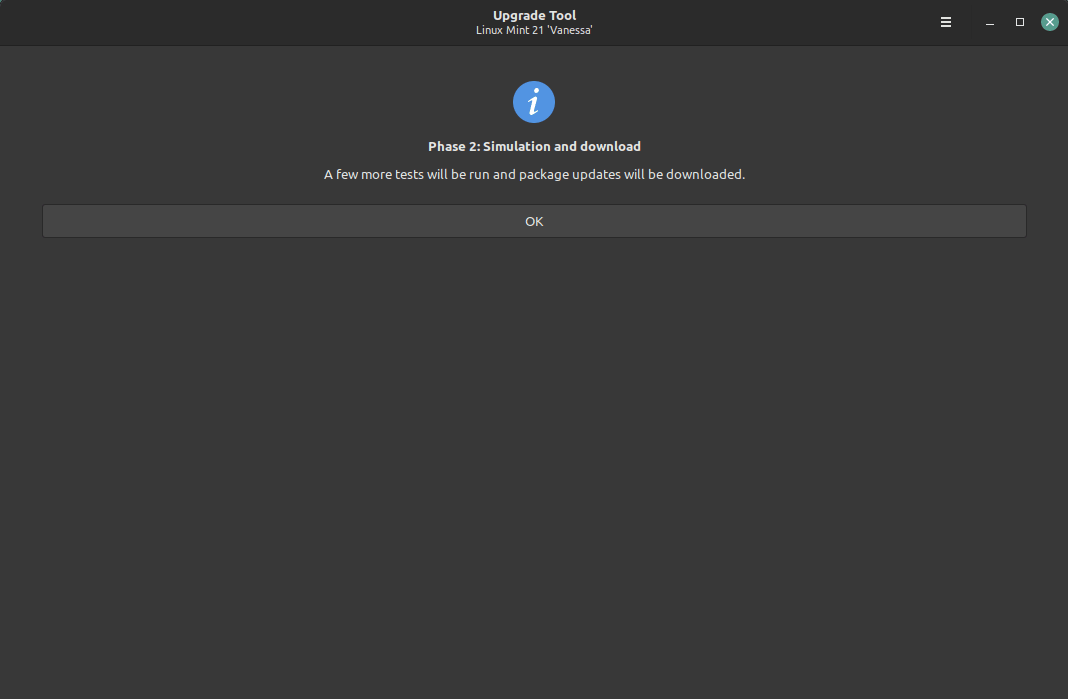 Upgrade Tool
Linux Mint 21 'Vanessa'
Phase 2: Simulation and download
A few more tests will be run and package updates will be downloaded.
OK